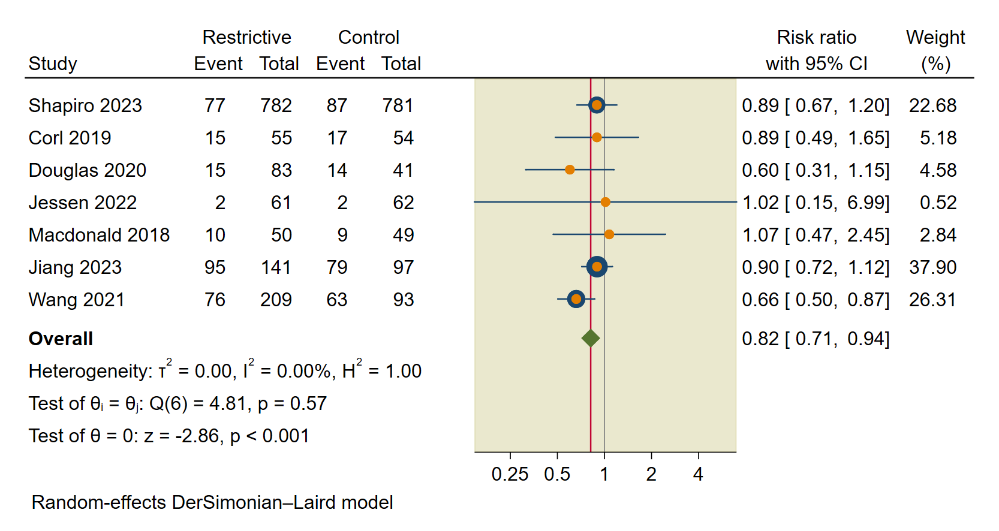 Restrictive Control Risk ratio Weight
Study Event Total Event Total with 95% CI (%)
Shapiro 2023 77 782 87 781 0.89 [ 0.67, 1.20] 22.68
Corl 2019 15 55 17 54 0.89 [ 0.49, 1.65] 5.18
Douglas 2020 15 83 14 41 0.60 [ 0.31, 1.15] 4.58
Jessen 2022 2 61 2 62 1.02 [ 0.15, 6.99] 0.52
Macdonald 2018 10 50 9 49 1.07 [ 0.47, 2.45] 2.84
Jiang 2023 95 141 79 97 0.90 [ 0.72, 1.12] 37.90
Wang 2021 76 209 63 93 0.66 [ 0.50, 0.87] 26.31
Overall 0.82 [ 0.71, 0.94]
Heterogeneity: τ² = 0.00, I² = 0.00%, H² = 1.00
Test of θᵢ = θⱼ: Q(6) = 4.81, p = 0.57
Test of θ = 0: z = -2.86, p < 0.001
0.25 0.5 1 2 4
Random-effects DerSimonian–Laird model